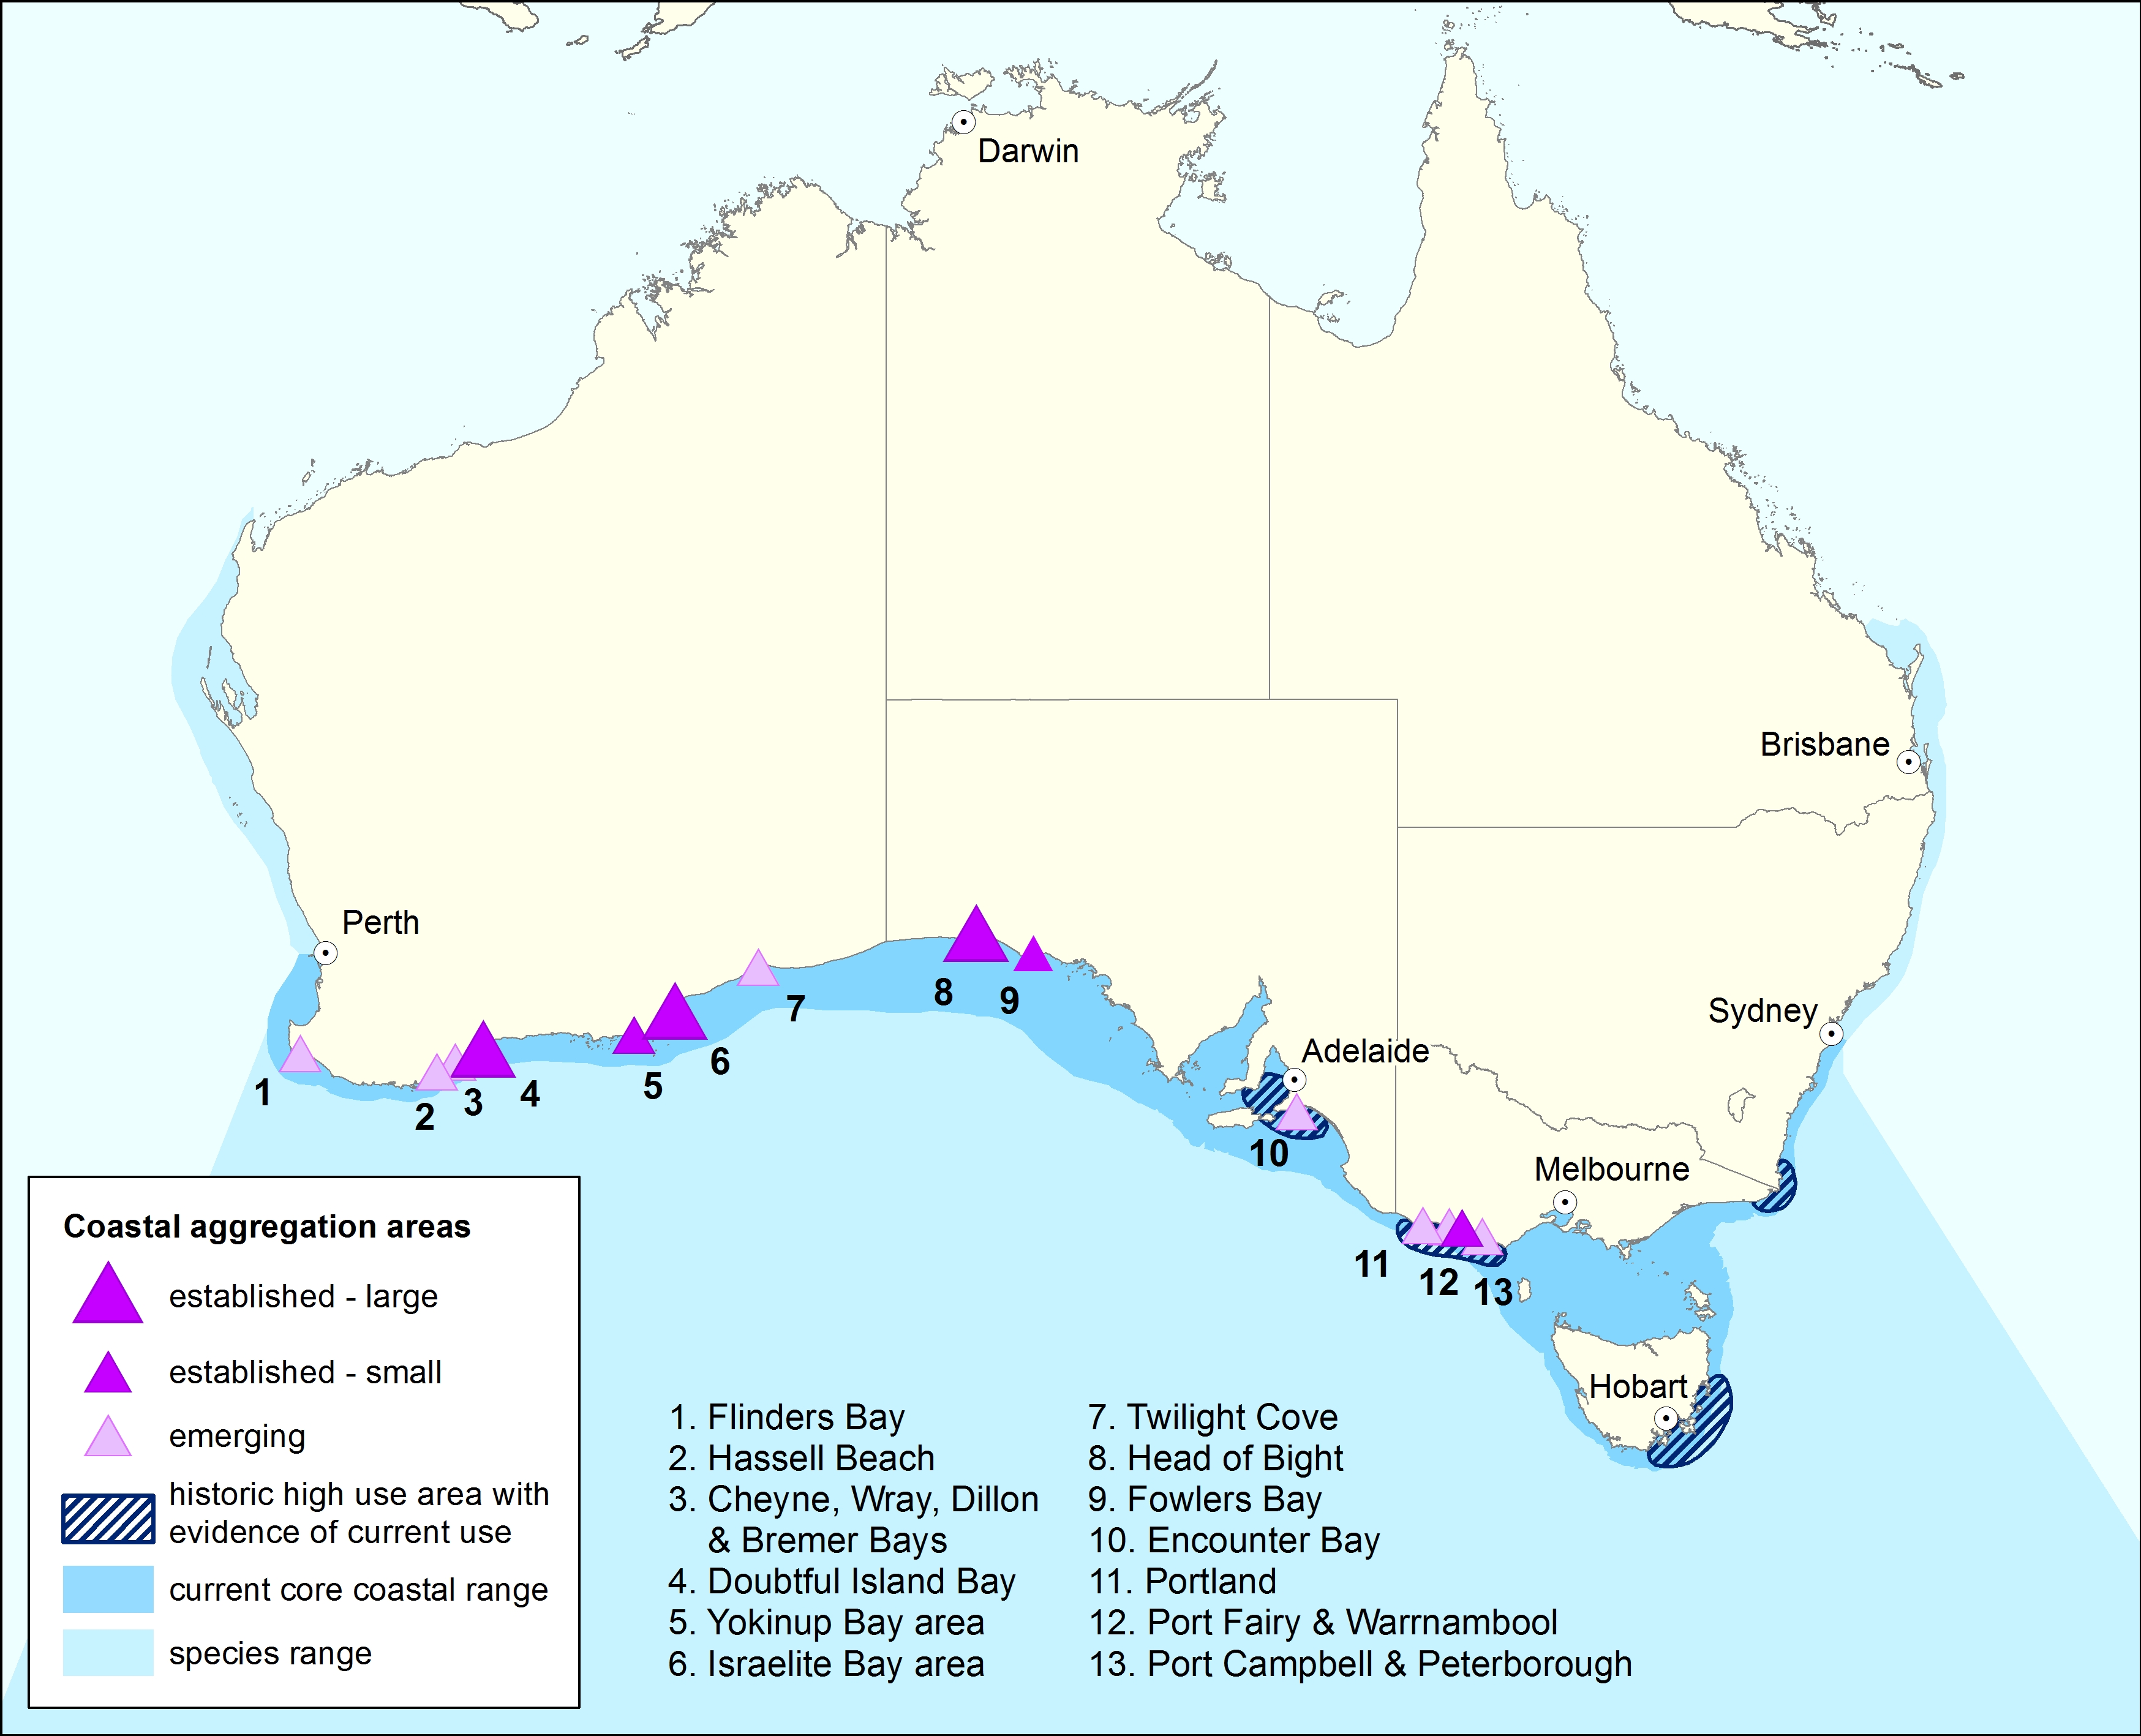 Darwin
Brisbane
Perth
Sydney
Adelaide
Melbourne
Hobart
1
2
3
4
5
6
7
8
9
10
11
12
13
Coastal aggregation areas
established - large
established - small
emerging
historic high use area with
evidence of current use
current core coastal range
species range
1. Flinders Bay
2. Hassell Beach
3. Cheyne, Wray, Dillon
& Bremer Bays
4. Doubtful Island Bay
5. Yokinup Bay area
6. Israelite Bay area
7. Twilight Cove
8. Head of Bight
9. Fowlers Bay
10. Encounter Bay
11. Portland
12. Port Fairy & Warrnambool
13. Port Campbell & Peterborough